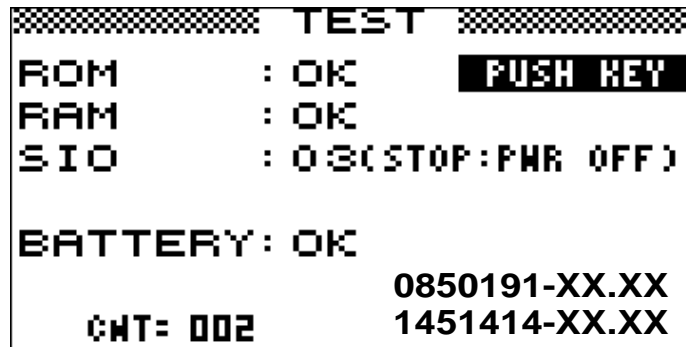 TEST
ROM : OK PUSH KEY
RAM : OK
SIO : 03(STOP:PWR OFF)
BATTERY: OK
0850191-XX.XX
CNT= 002 1451414-XX.XX